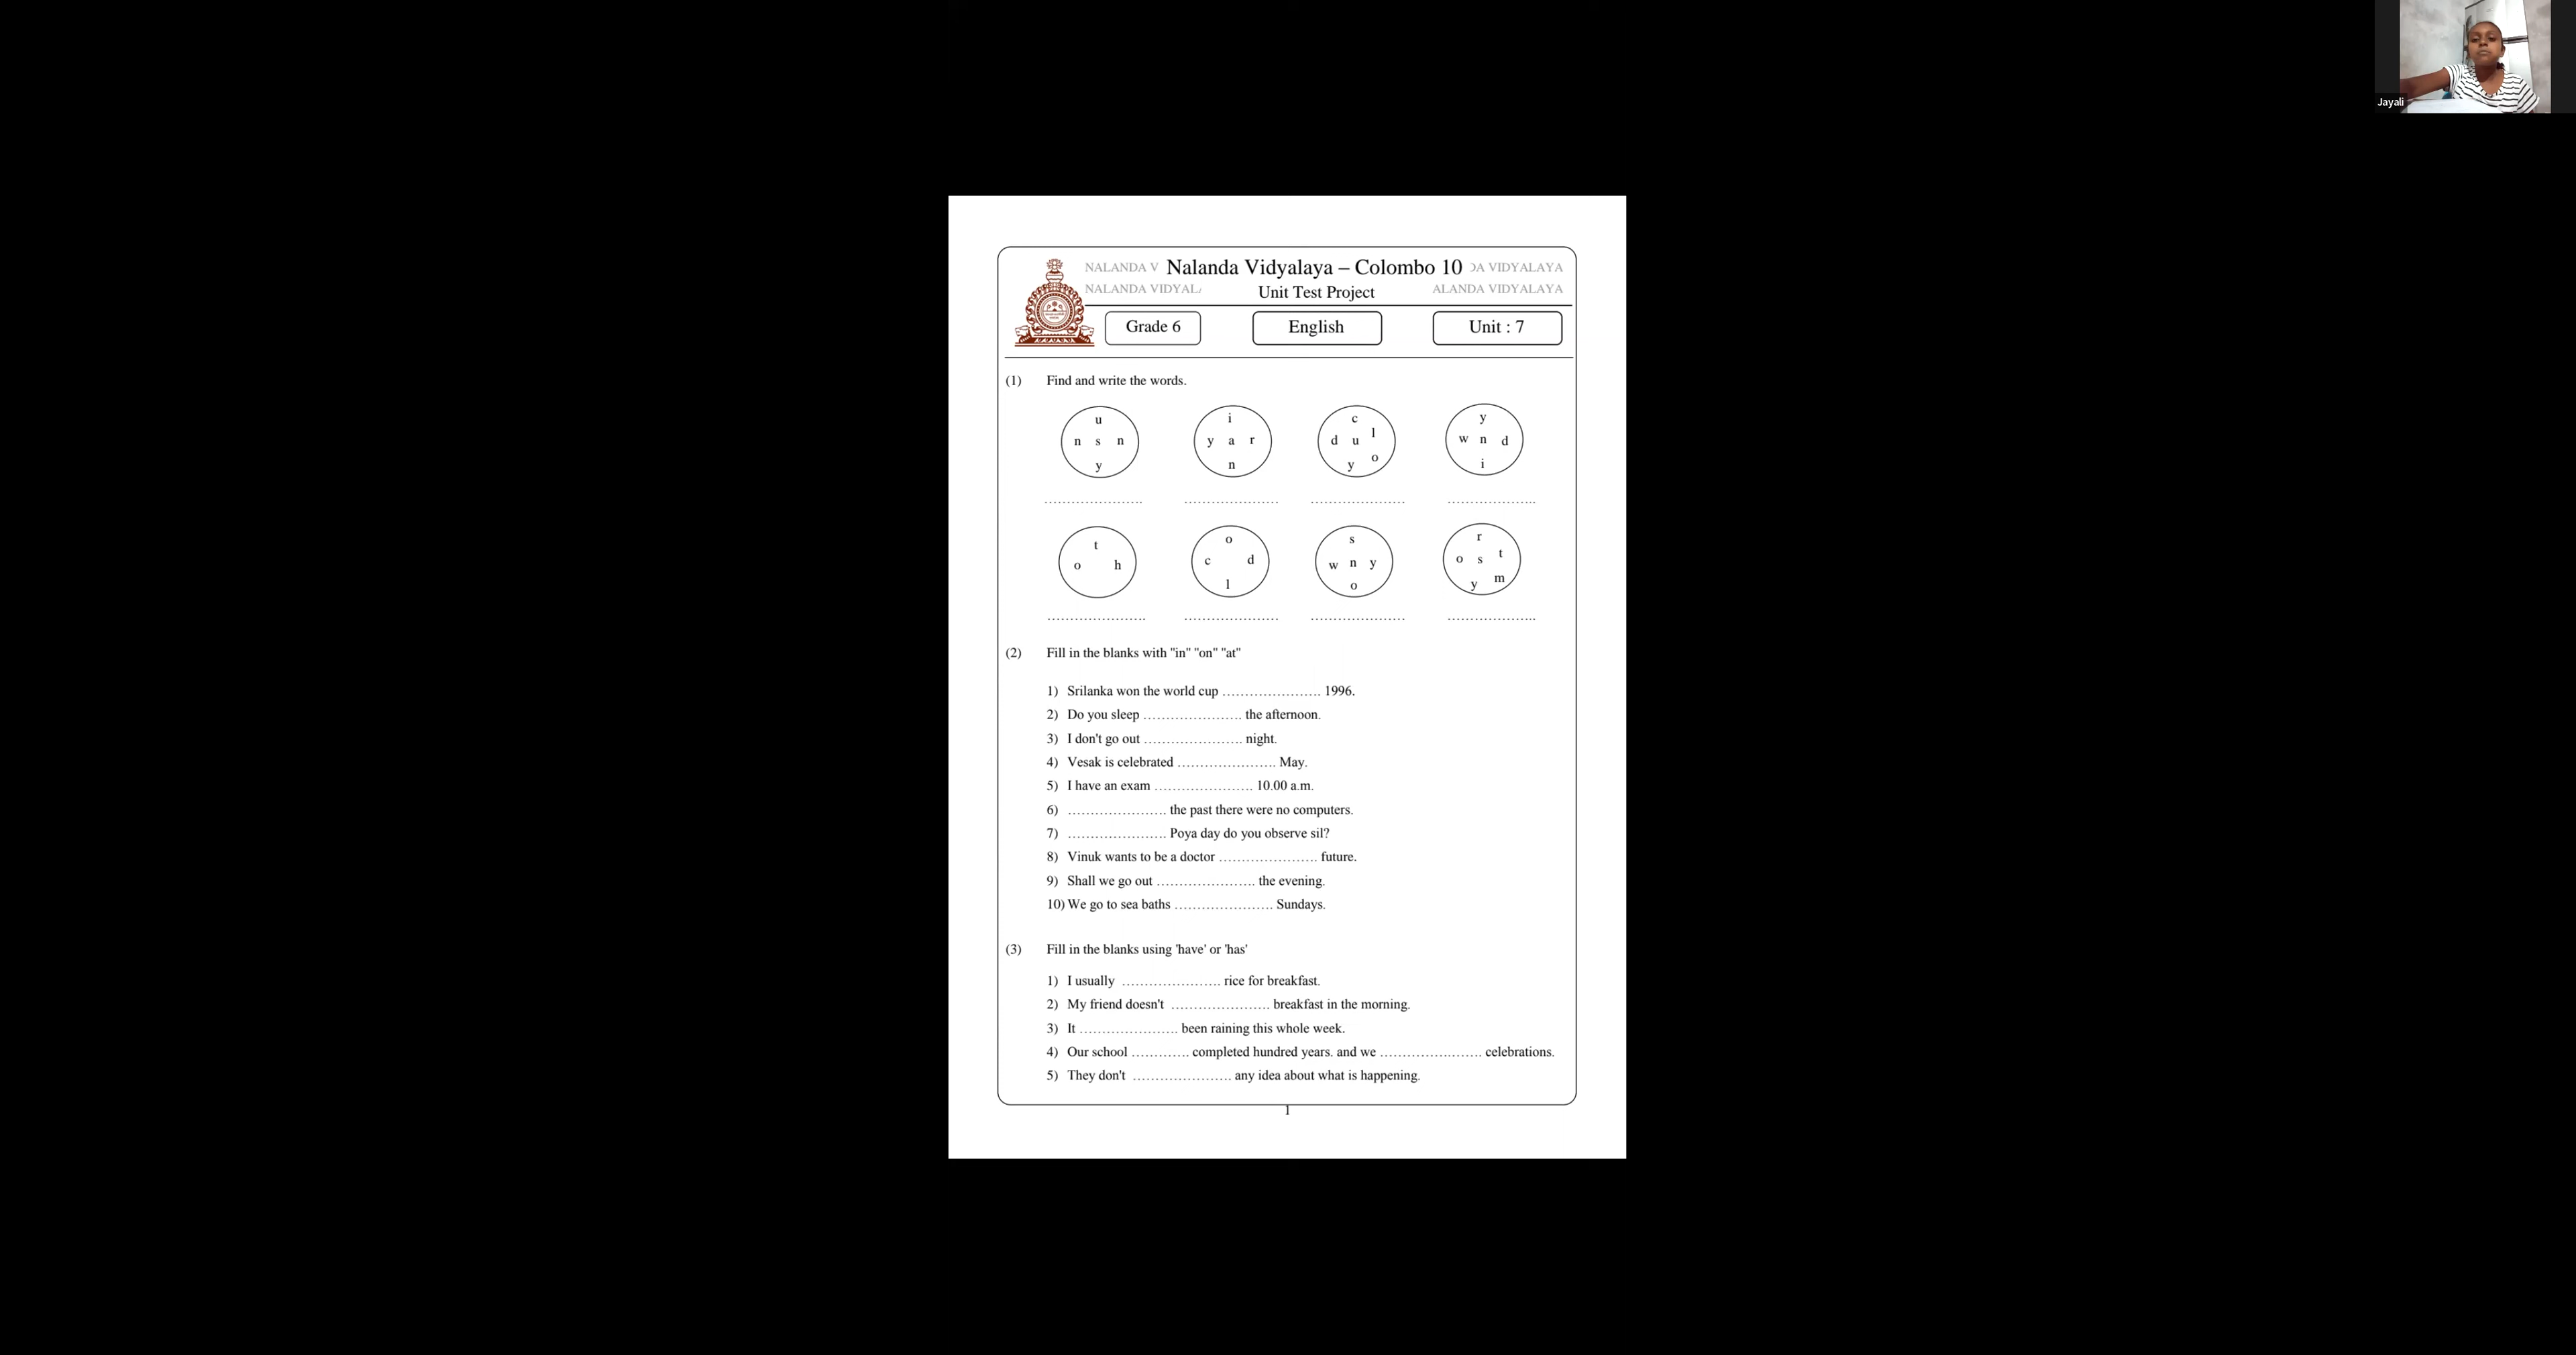 Jayali
NALANDA V Nalanda Vidyalaya – Colombo 10 DA VIDYALAYA
NALANDA VIDYAL Unit Test Project ALANDA VIDYALAYA
Grade 6 English Unit : 7
(1) Find and write the words.
u i c y
n s n y a r d u l w n d
y n y o i
………………… ………………… ………………… …………………
t o s r
o h c d w n y o s t
l o y m
………………… ………………… ………………… …………………
(2) Fill in the blanks with "in" "on" "at"
1) Srilanka won the world cup ………………… 1996.
2) Do you sleep ………………… the afternoon.
3) I don't go out ………………… night.
4) Vesak is celebrated ………………… May.
5) I have an exam ………………… 10.00 a.m.
6) ………………… the past there were no computers.
7) ………………… Poya day do you observe sil?
8) Vinuk wants to be a doctor ………………… future.
9) Shall we go out ………………… the evening.
10) We go to sea baths ………………… Sundays.
(3) Fill in the blanks using 'have' or 'has'
1) I usually ………………… rice for breakfast.
2) My friend doesn't ………………… breakfast in the morning.
3) It ………………… been raining this whole week.
4) Our school ………… completed hundred years. and we ………………… celebrations.
5) They don't ………………… any idea about what is happening.
1